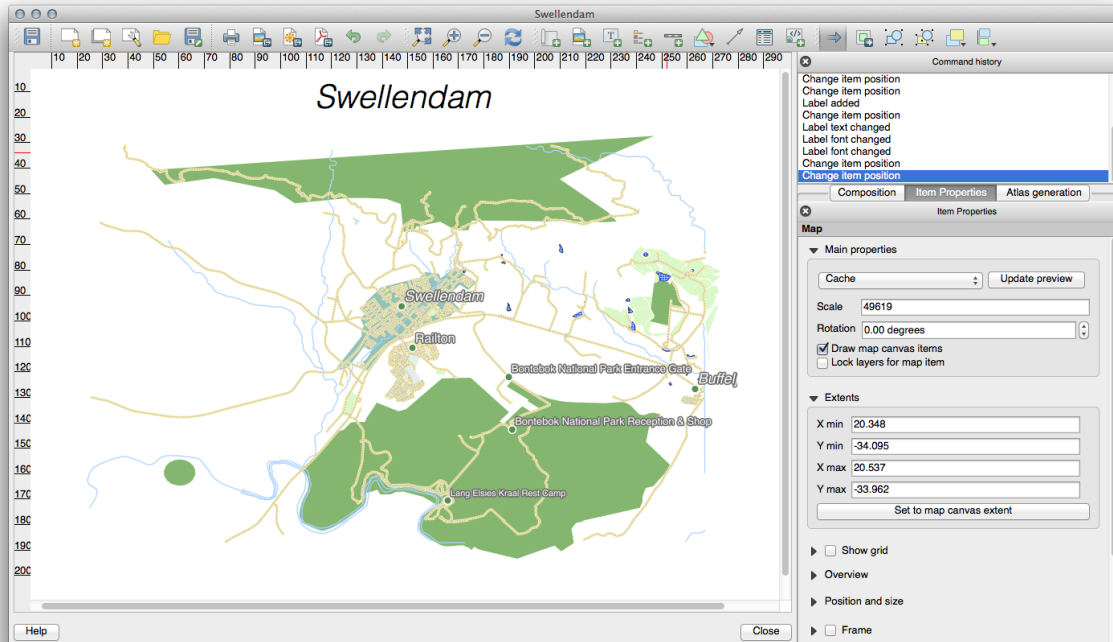 Swellendam
10 20 30 40 50 60 70 80 90 100 110 120 130 140 150 160 170 180 190 200 210 220 230 240 250 260 270 280 290
Command history
Change item position
Change item position
Label added
Change item position
Label text changed
Label font changed
Label font changed
Change item position
Change item position
Composition Item Properties Atlas generation
Item Properties
Map
Main properties
Cache Update preview
Scale 49619
Rotation 0.00 degrees
Draw map canvas items
Lock layers for map item
Extents
X min 20.348
Y min -34.095
X max 20.537
Y max -33.962
Set to map canvas extent
Show grid
Overview
Position and size
Frame
10
20
30
40
50
60
70
80
90
100
110
120
130
140
150
160
170
180
190
200
Swellendam
Swellendam
Railton
Bontebok National Park Entrance Gate
Buffelj
Bontebok National Park Reception & Shop
Lang Elsies Kraal Rest Camp
Help Close